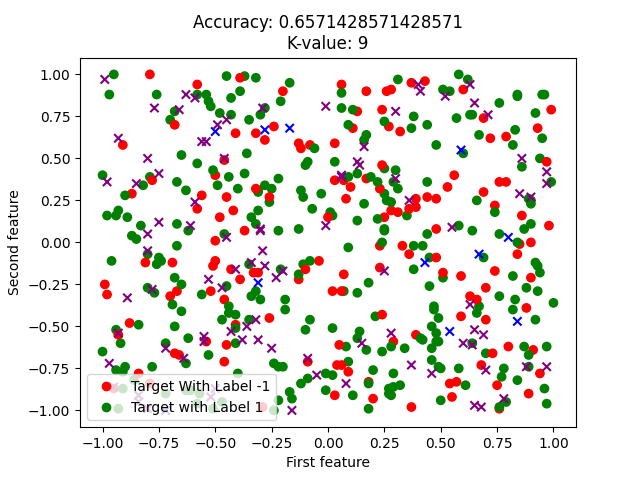 Accuracy: 0.6571428571428571
K-value: 9
1.00
0.75
0.50
0.25
0.00
−0.25
−0.50
−0.75
−1.00
Second feature
Target With Label -1
Target with Label 1
−1.00 −0.75 −0.50 −0.25 0.00 0.25 0.50 0.75 1.00
First feature